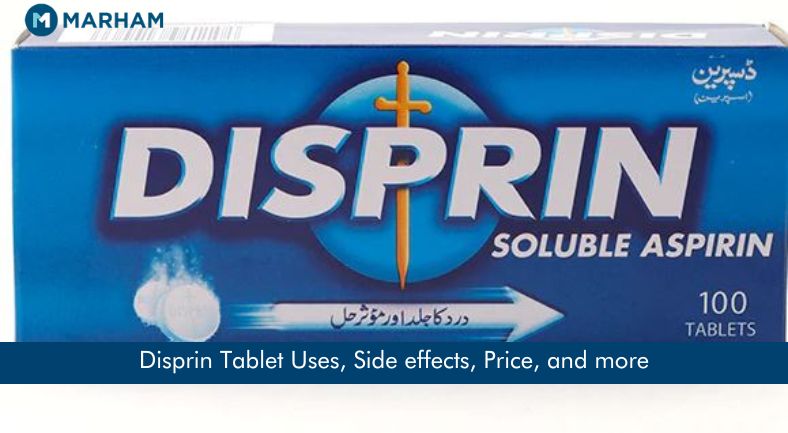 MARHAM
DISPRIN
ڈسپرین
(اسپرین)
DISPRIN
SOLUBLE ASPIRIN
درد کا جلد اور مؤثر حل
100
TABLETS
Disprin Tablet Uses, Side effects, Price, and more